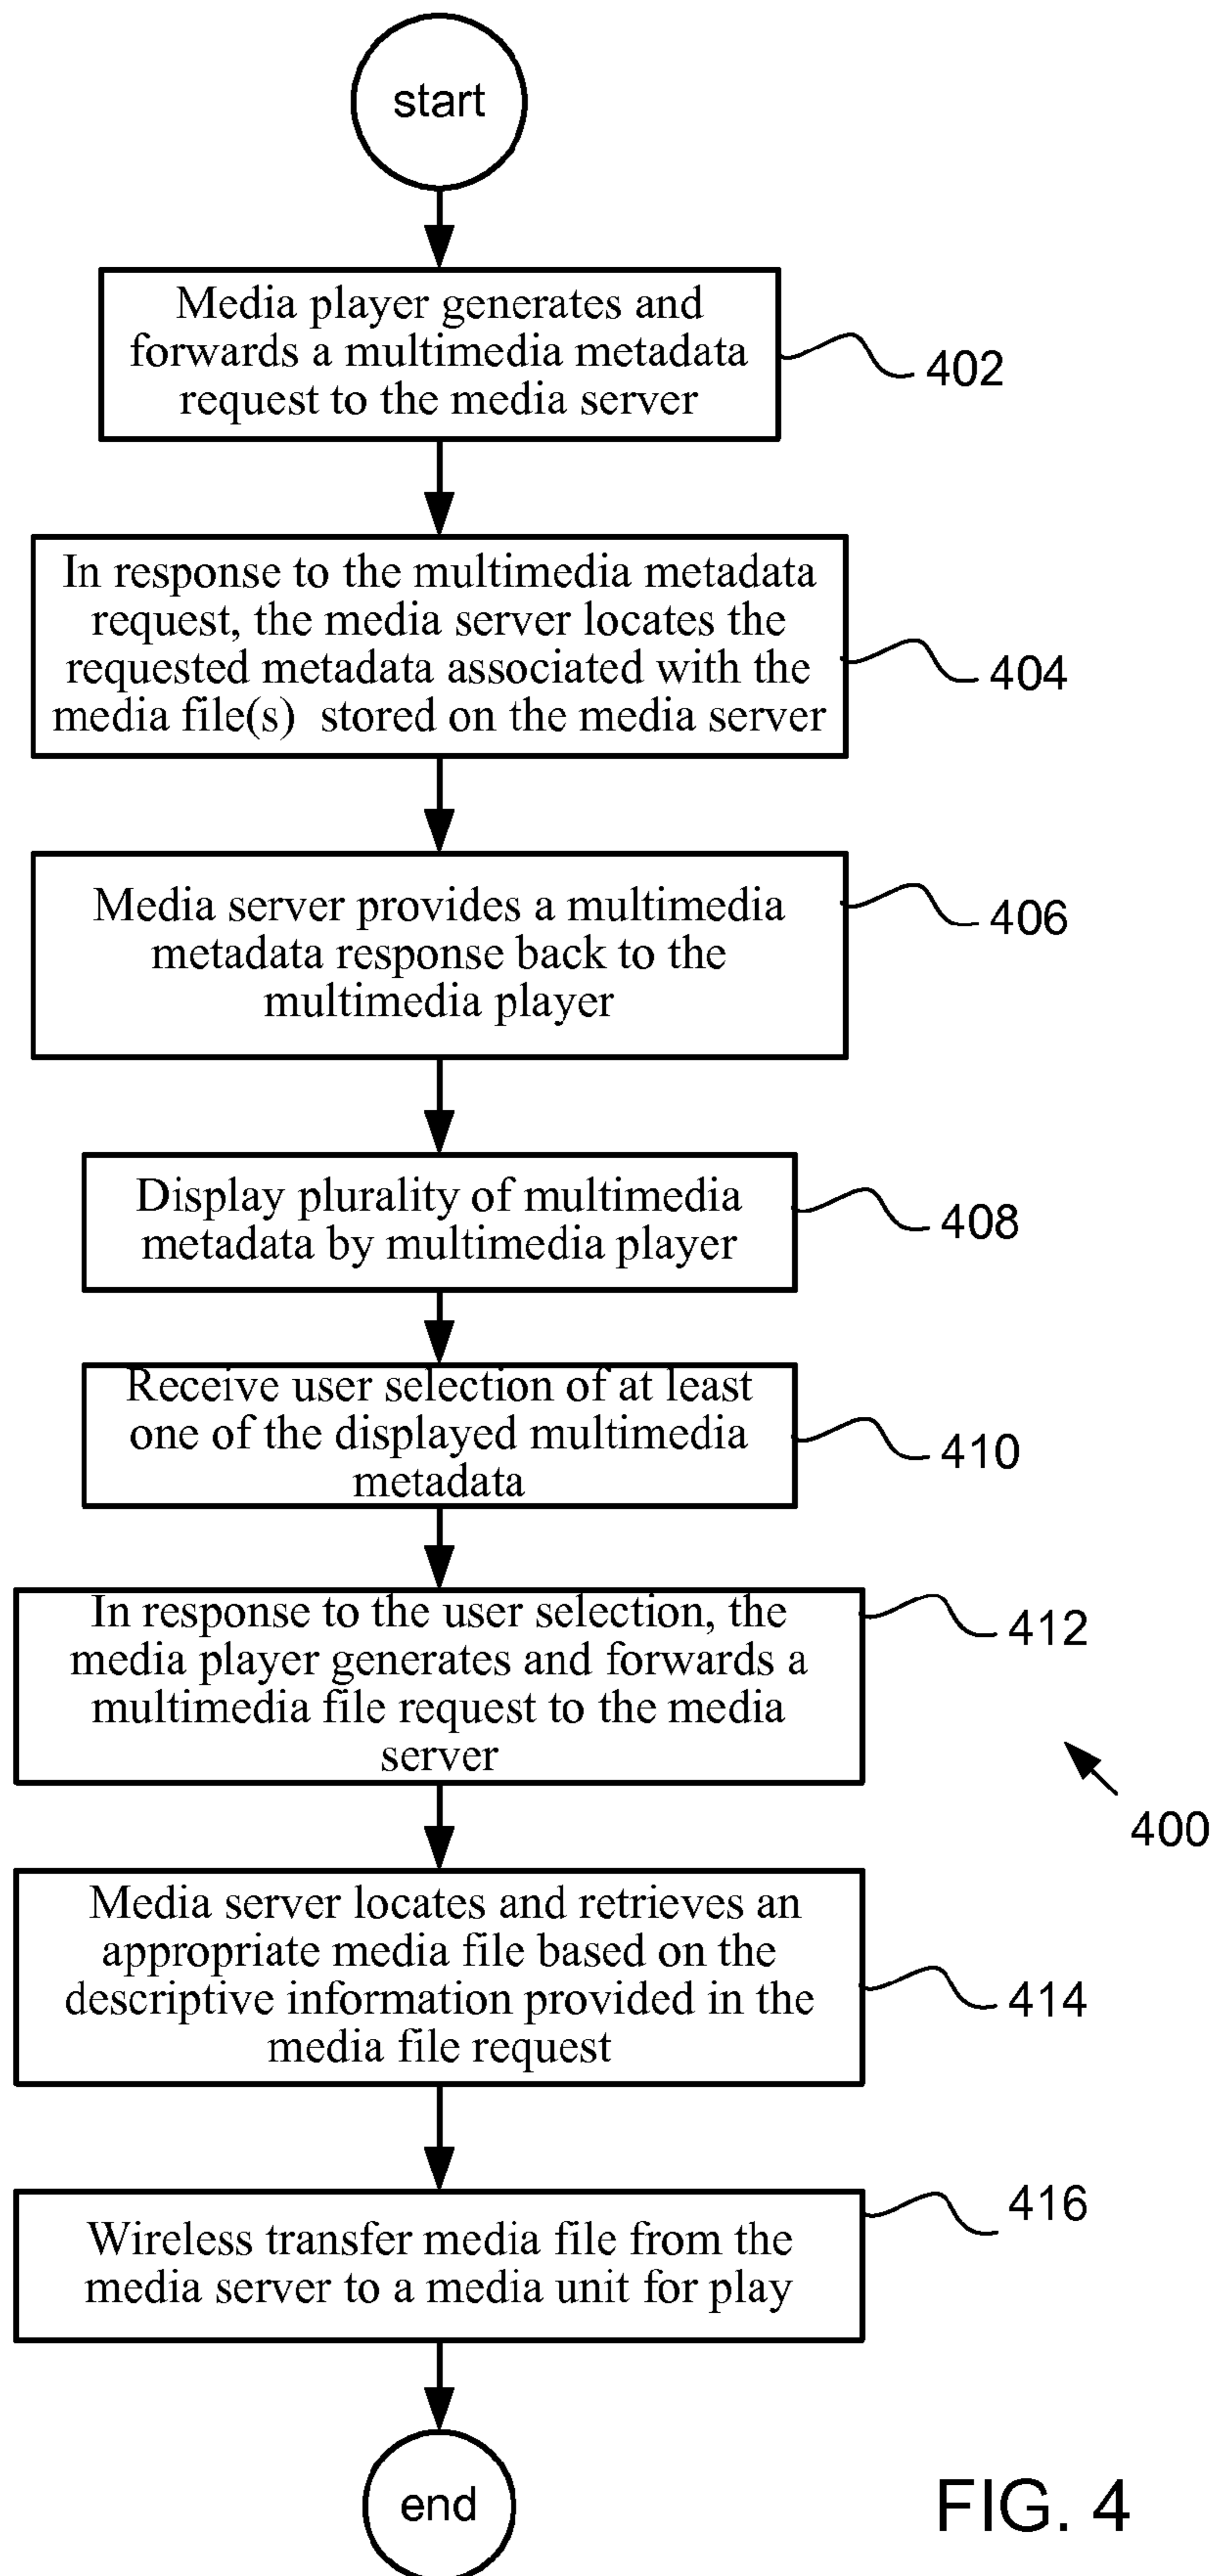 start
Media player generates and
forwards a multimedia metadata
request to the media server
402
In response to the multimedia metadata
request, the media server locates the
requested metadata associated with the
media file(s) stored on the media server
404
Media server provides a multimedia
metadata response back to the
multimedia player
406
Display plurality of multimedia
metadata by multimedia player
408
Receive user selection of at least
one of the displayed multimedia
metadata
410
In response to the user selection, the
media player generates and forwards a
multimedia file request to the media
server
412
400
Media server locates and retrieves an
appropriate media file based on the
descriptive information provided in the
media file request
414
Wireless transfer media file from the
media server to a media unit for play
416
end
FIG. 4